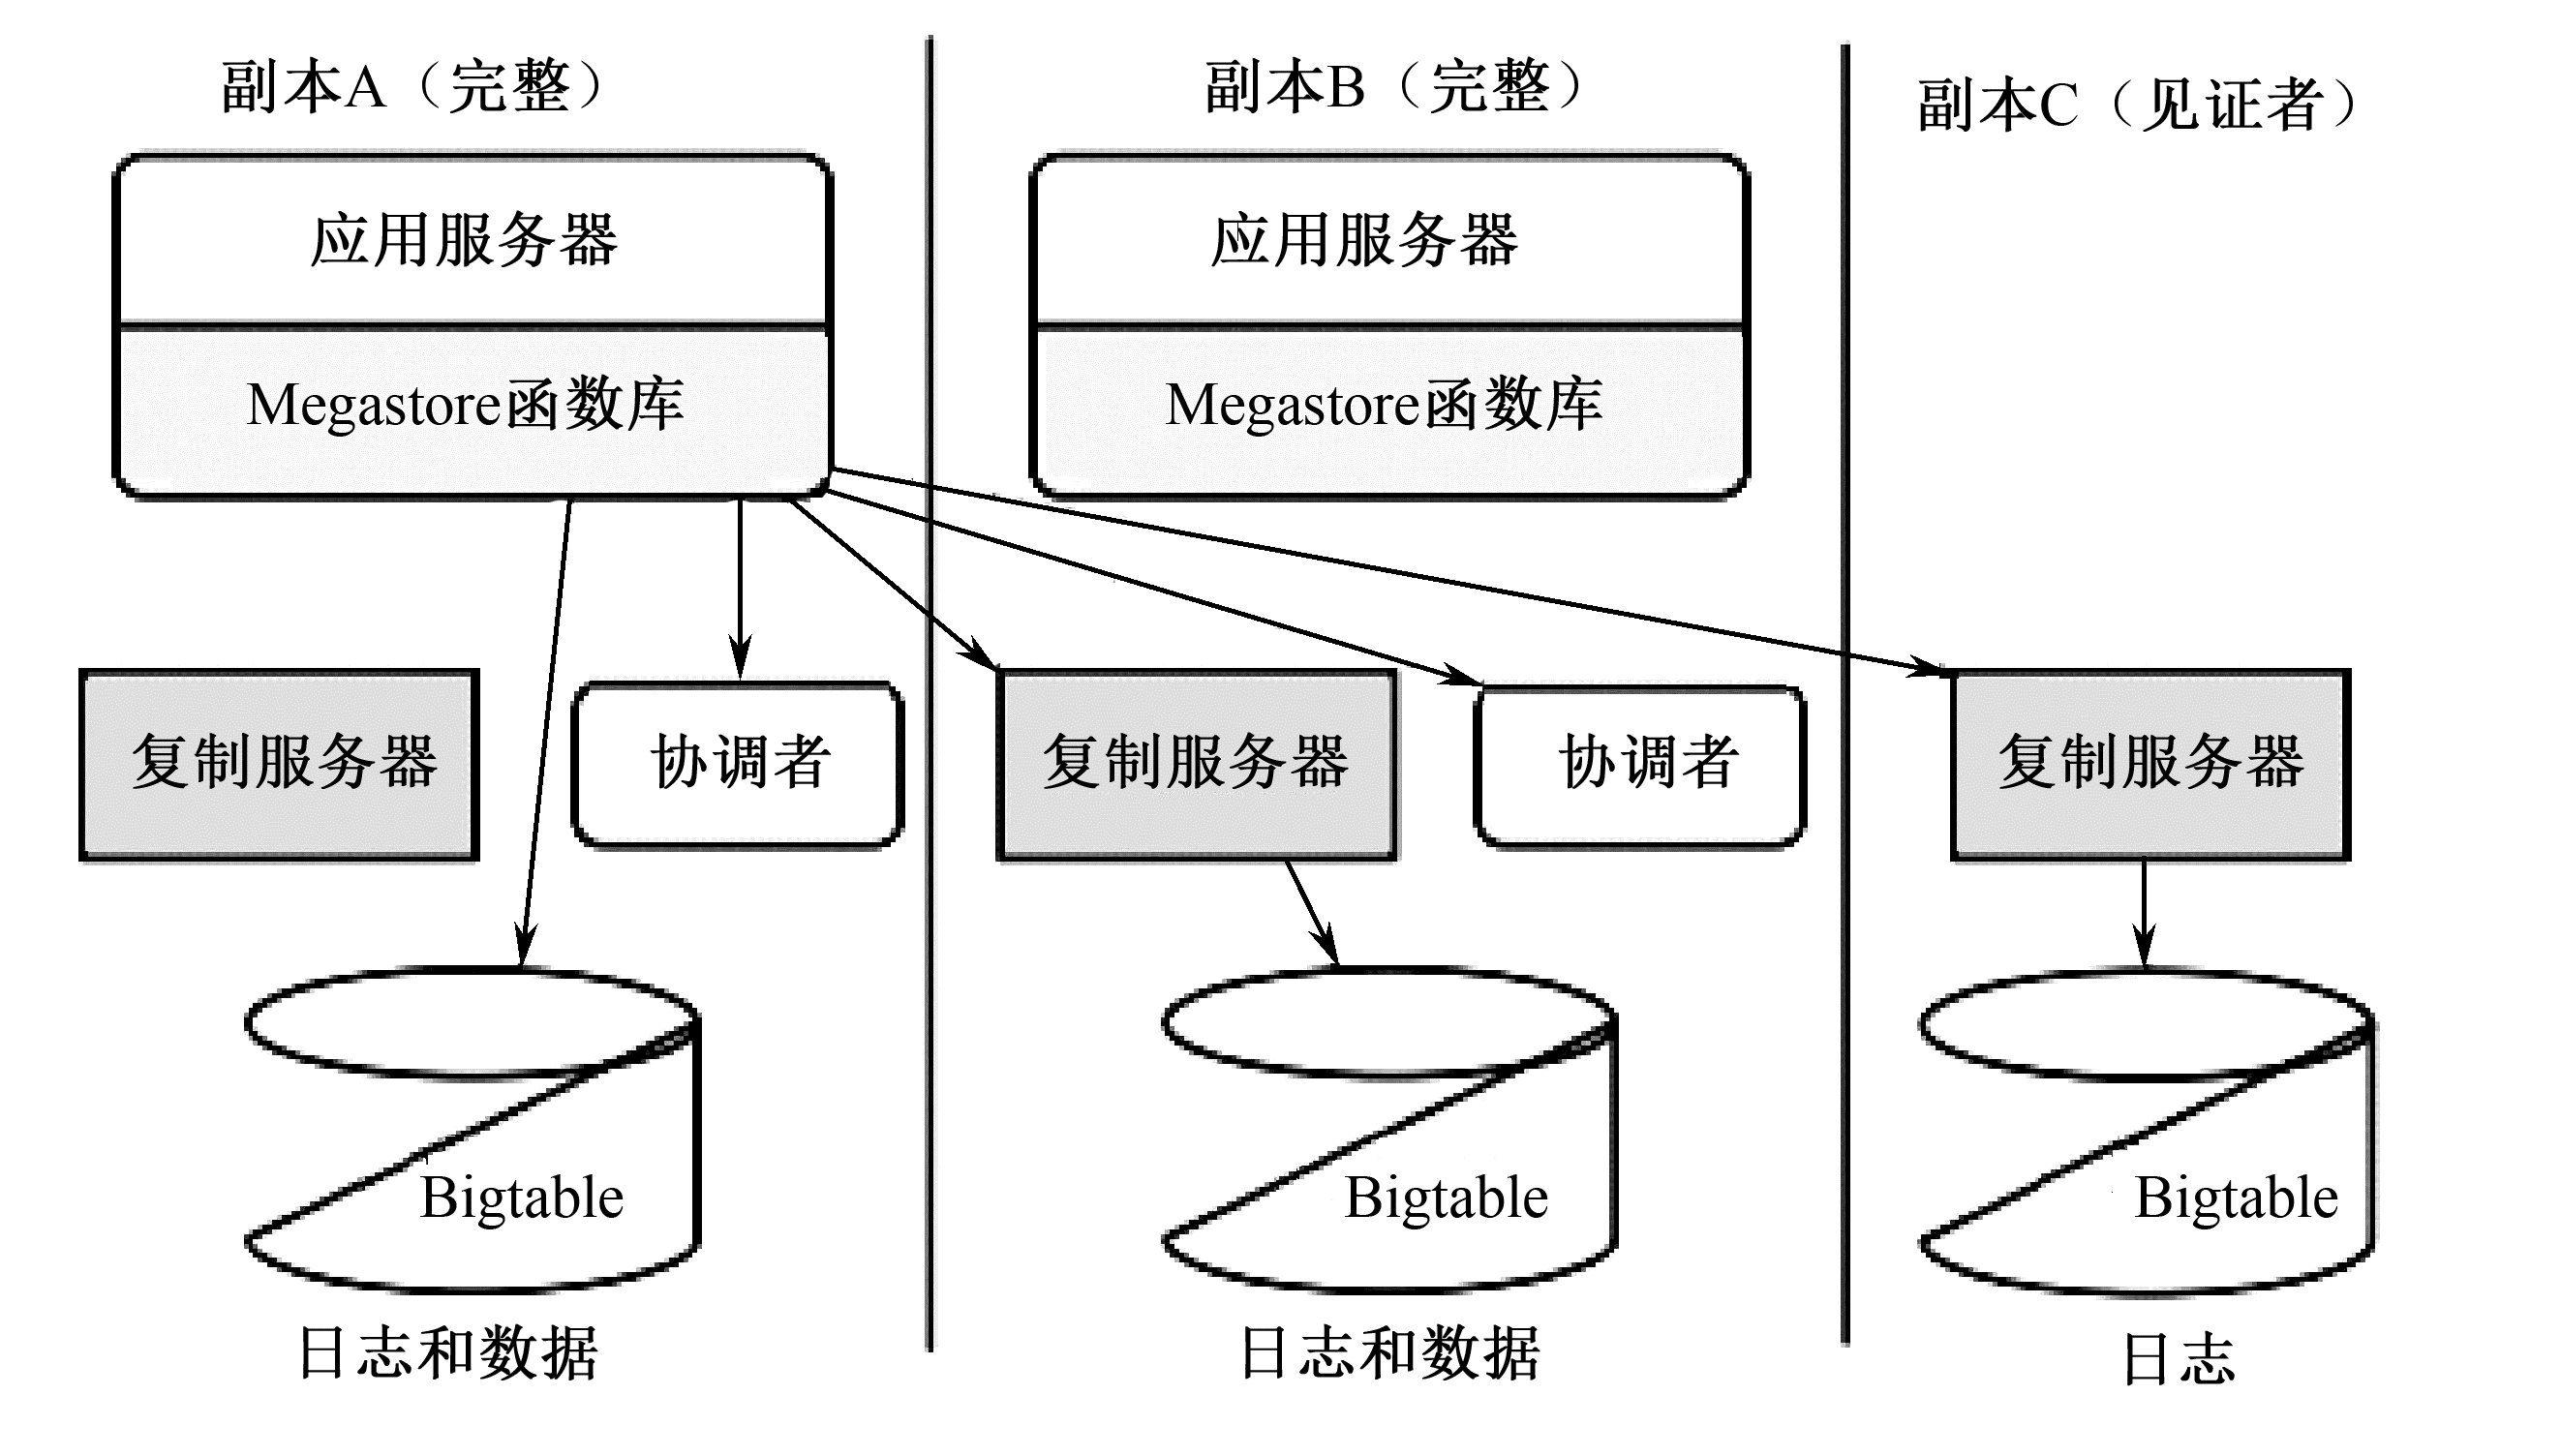 副本A（完整）
应用服务器
Megastore函数库
复制服务器
协调者
Bigtable
日志和数据
副本B（完整）
应用服务器
Megastore函数库
复制服务器
协调者
Bigtable
日志和数据
副本C（见证者）
复制服务器
Bigtable
日志